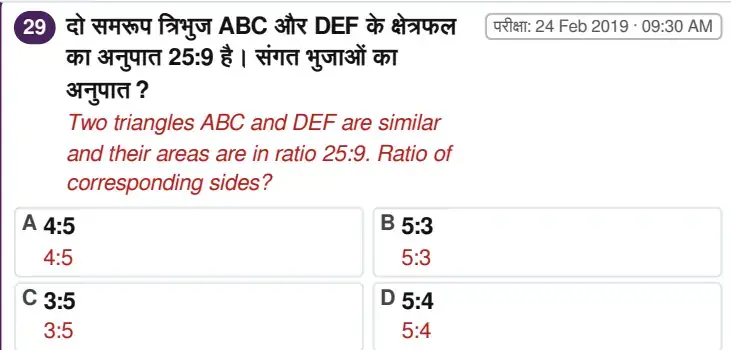 29 दो समरूप त्रिभुज ABC और DEF के क्षेत्रफल
परीक्षा: 24 Feb 2019 · 09:30 AM
का अनुपात 25:9 है। संगत भुजाओं का
अनुपात ?
Two triangles ABC and DEF are similar
and their areas are in ratio 25:9. Ratio of
corresponding sides?
A 4:5
4:5
B 5:3
5:3
C 3:5
3:5
D 5:4
5:4